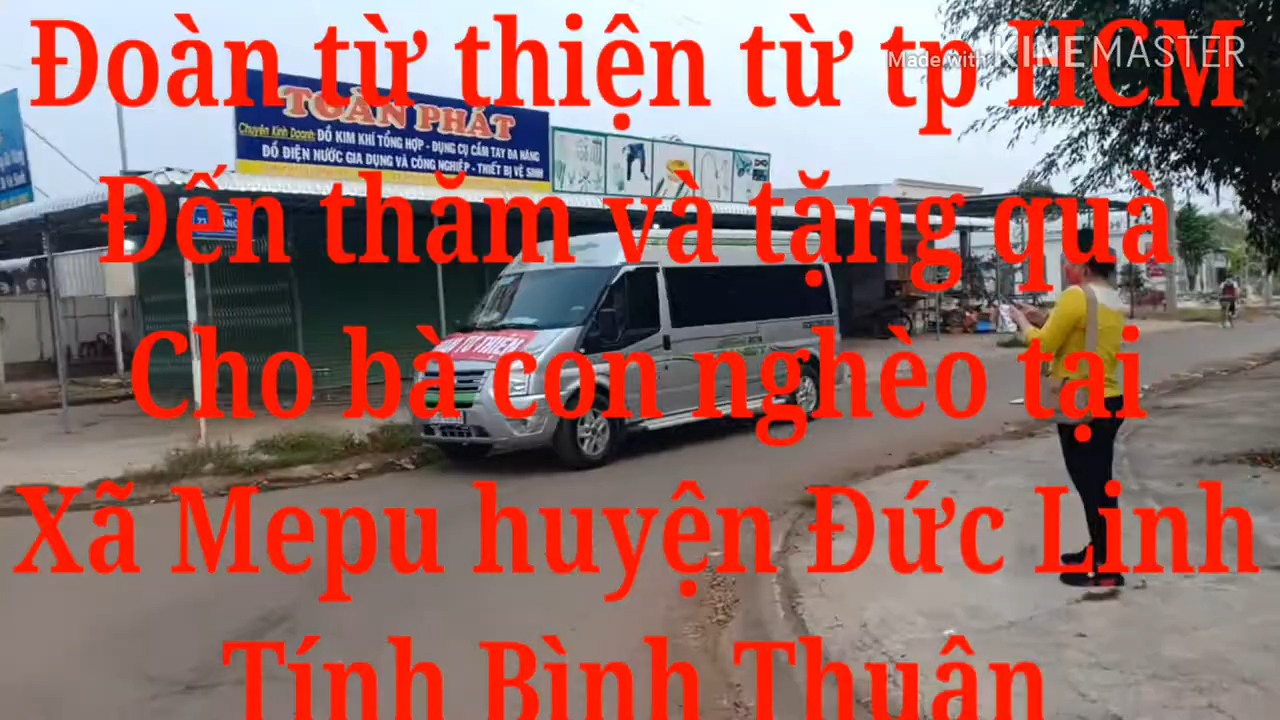 Đoàn từ thiện từ tp HCM
Made with KINEMASTER
TOÀN PHÁT
Chuyên Kinh Doanh: ĐỒ KIM KHÍ TỔNG HỢP - DỤNG CỤ CẦM TAY ĐA NĂNG
ĐỒ ĐIỆN NƯỚC GIA DỤNG VÀ CÔNG NGHIỆP - THIẾT BỊ VỆ SINH
Đến thăm và tặng quà
Cho bà con nghèo tại
TỪ THIỆN
Xã Mepu huyện Đức Linh
Tính Bình Thuận